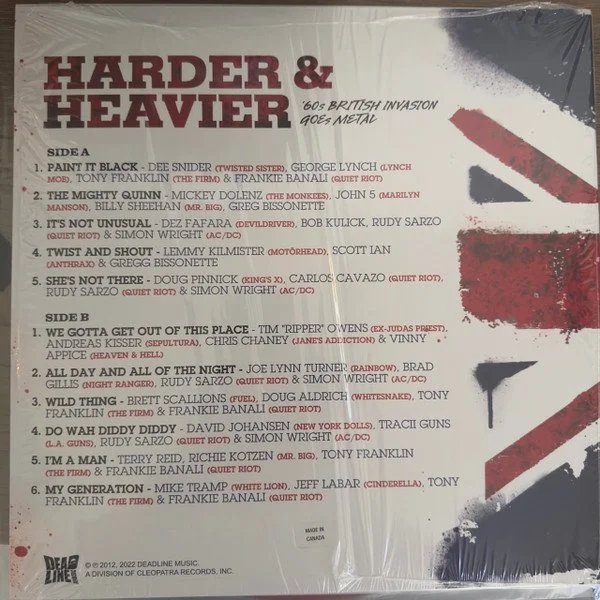 HARDER &
HEAVIER '60s BRITISH INVASION
GOES METAL
SIDE A
1. PAINT IT BLACK - DEE SNIDER (TWISTED SISTER), GEORGE LYNCH (LYNCH
MOB), TONY FRANKLIN (THE FIRM) & FRANKIE BANALI (QUIET RIOT)
2. THE MIGHTY QUINN - MICKEY DOLENZ (THE MONKEES), JOHN 5 (MARILYN
MANSON), BILLY SHEEHAN (MR. BIG), GREG BISSONETTE
3. IT'S NOT UNUSUAL - DEZ FAFARA (DEVILDRIVER), BOB KULICK, RUDY SARZO
(QUIET RIOT) & SIMON WRIGHT (AC/DC)
4. TWIST AND SHOUT - LEMMY KILMISTER (MOTÖRHEAD), SCOTT IAN
(ANTHRAX) & GREGG BISSONETTE
5. SHE'S NOT THERE - DOUG PINNICK (KING'S X), CARLOS CAVAZO (QUIET RIOT),
RUDY SARZO (QUIET RIOT) & SIMON WRIGHT (AC/DC)
SIDE B
1. WE GOTTA GET OUT OF THIS PLACE - TIM "RIPPER" OWENS (EX-JUDAS PRIEST),
ANDREAS KISSER (SEPULTURA), CHRIS CHANEY (JANE'S ADDICTION) & VINNY
APPICE (HEAVEN & HELL)
2. ALL DAY AND ALL OF THE NIGHT - JOE LYNN TURNER (RAINBOW), BRAD
GILLIS (NIGHT RANGER), RUDY SARZO (QUIET RIOT) & SIMON WRIGHT (AC/DC)
3. WILD THING - BRETT SCALLIONS (FUEL), DOUG ALDRICH (WHITESNAKE), TONY
FRANKLIN (THE FIRM) & FRANKIE BANALI (QUIET RIOT)
4. DO WAH DIDDY DIDDY - DAVID JOHANSEN (NEW YORK DOLLS), TRACII GUNS
(L.A. GUNS), RUDY SARZO (QUIET RIOT) & SIMON WRIGHT (AC/DC)
5. I'M A MAN - TERRY REID, RICHIE KOTZEN (MR. BIG), TONY FRANKLIN
(THE FIRM) & FRANKIE BANALI (QUIET RIOT)
6. MY GENERATION - MIKE TRAMP (WHITE LION), JEFF LABAR (CINDERELLA), TONY
FRANKLIN (THE FIRM) & FRANKIE BANALI (QUIET RIOT)
MADE IN
CANADA
DEAD
LINE
© ℗ 2012, 2022 DEADLINE MUSIC.
A DIVISION OF CLEOPATRA RECORDS, INC.